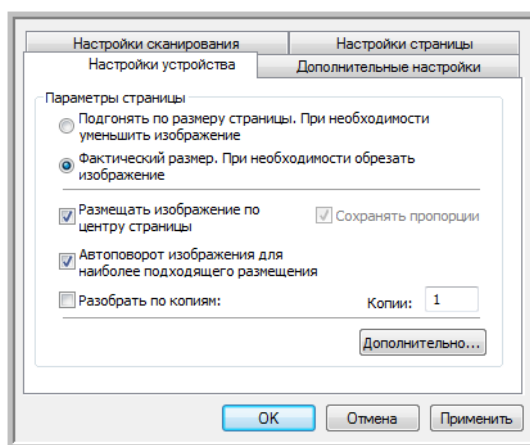 Настройки сканирования
Настройки страницы
Настройки устройства
Дополнительные настройки
Параметры страницы
Подгонять по размеру страницы. При необходимости
уменьшить изображение
Фактический размер. При необходимости обрезать
изображение
Размещать изображение по
центру страницы
Сохранять пропорции
Автоповорот изображения для
наиболее подходящего размещения
Разобрать по копиям:
Копии: 1
Дополнительно...
OK
Отмена
Применить